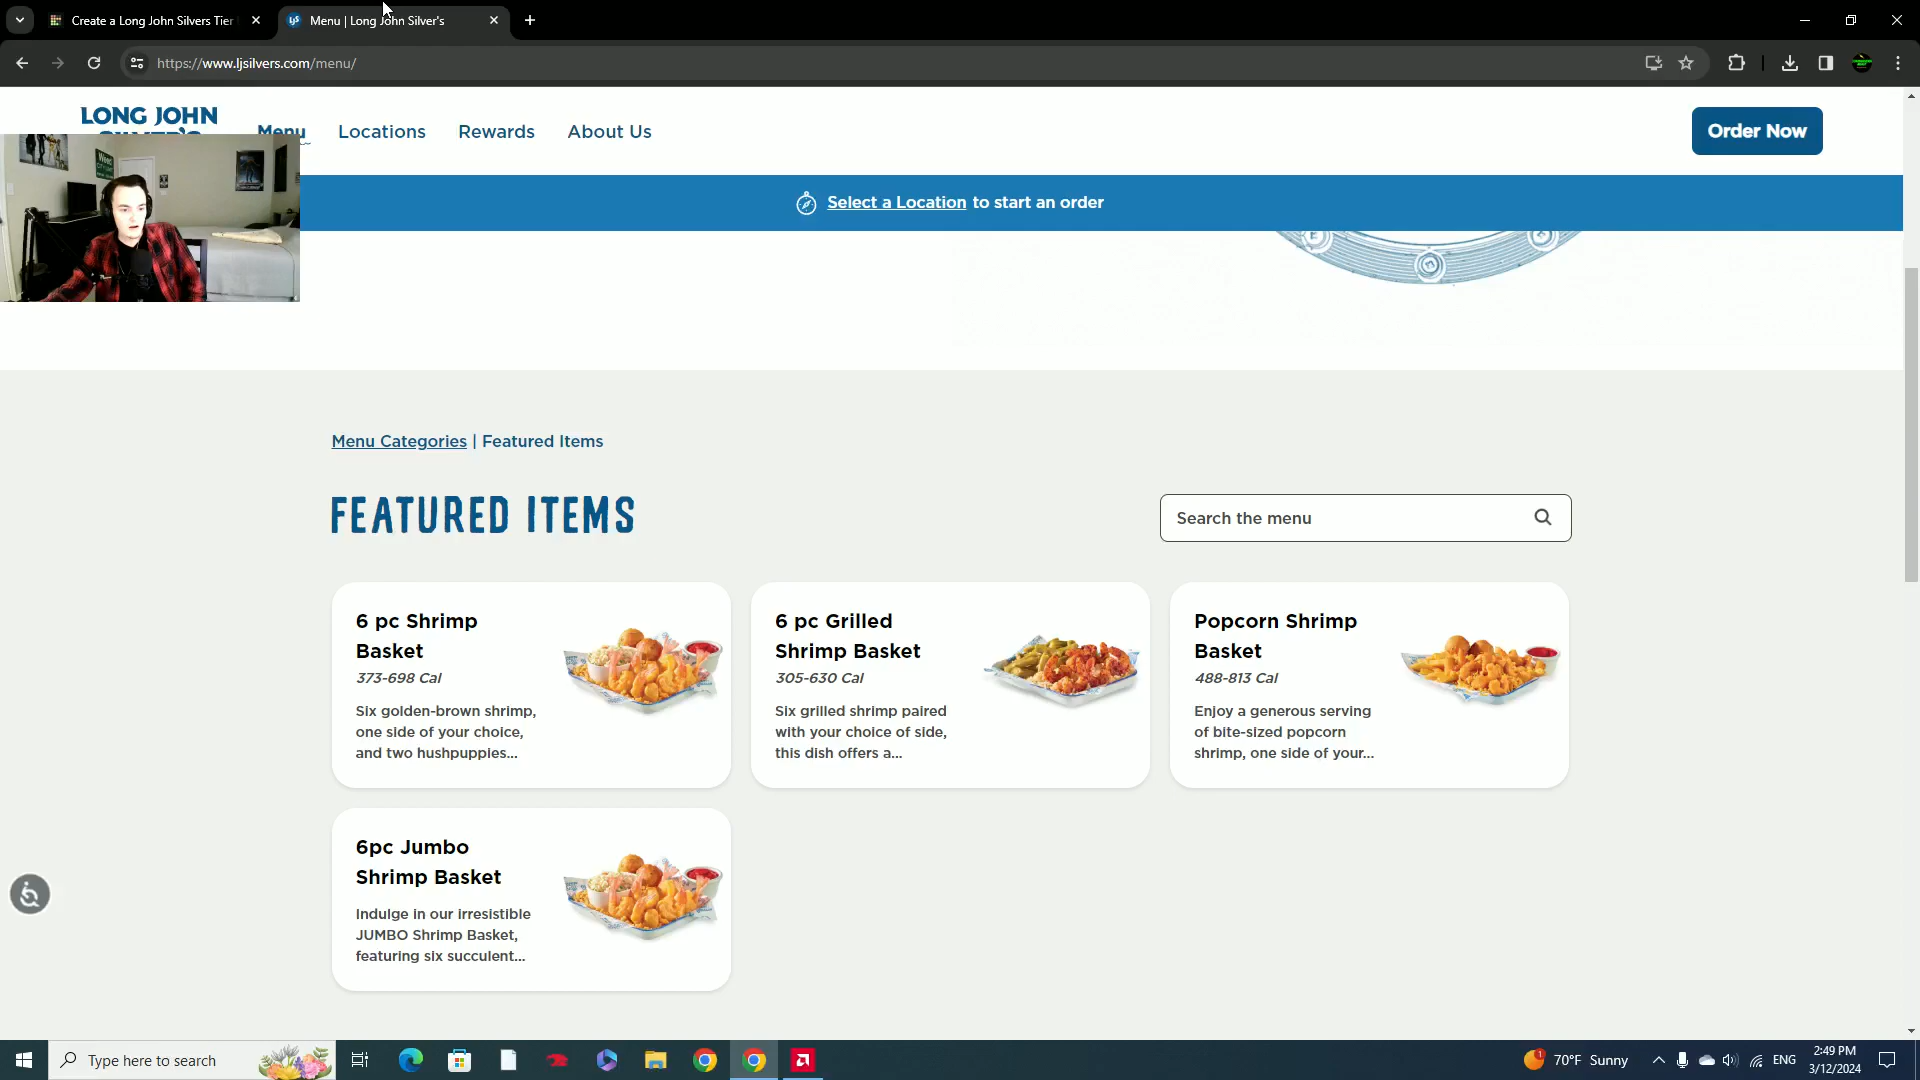 Create a Long John Silvers Tier
Menu | Long John Silver's
https://www.ljsilvers.com/menu/
LONG JOHN
SILVER'S
Menu
Locations
Rewards
About Us
Order Now
Select a Location to start an order
Menu Categories | Featured Items
FEATURED ITEMS
Search the menu
6 pc Shrimp
Basket
373-698 Cal
Six golden-brown shrimp,
one side of your choice,
and two hushpuppies...
6 pc Grilled
Shrimp Basket
305-630 Cal
Six grilled shrimp paired
with your choice of side,
this dish offers a...
Popcorn Shrimp
Basket
488-813 Cal
Enjoy a generous serving
of bite-sized popcorn
shrimp, one side of your...
6pc Jumbo
Shrimp Basket
Indulge in our irresistible
JUMBO Shrimp Basket,
featuring six succulent...
Type here to search
70°F Sunny
ENG
2:49 PM
3/12/2024